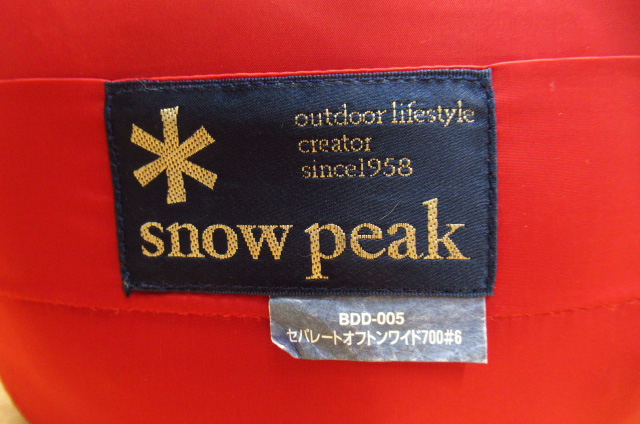 outdoor lifestyle
creator
since1958
snow peak
BDD-005
セパレートオフトンワイド700#6